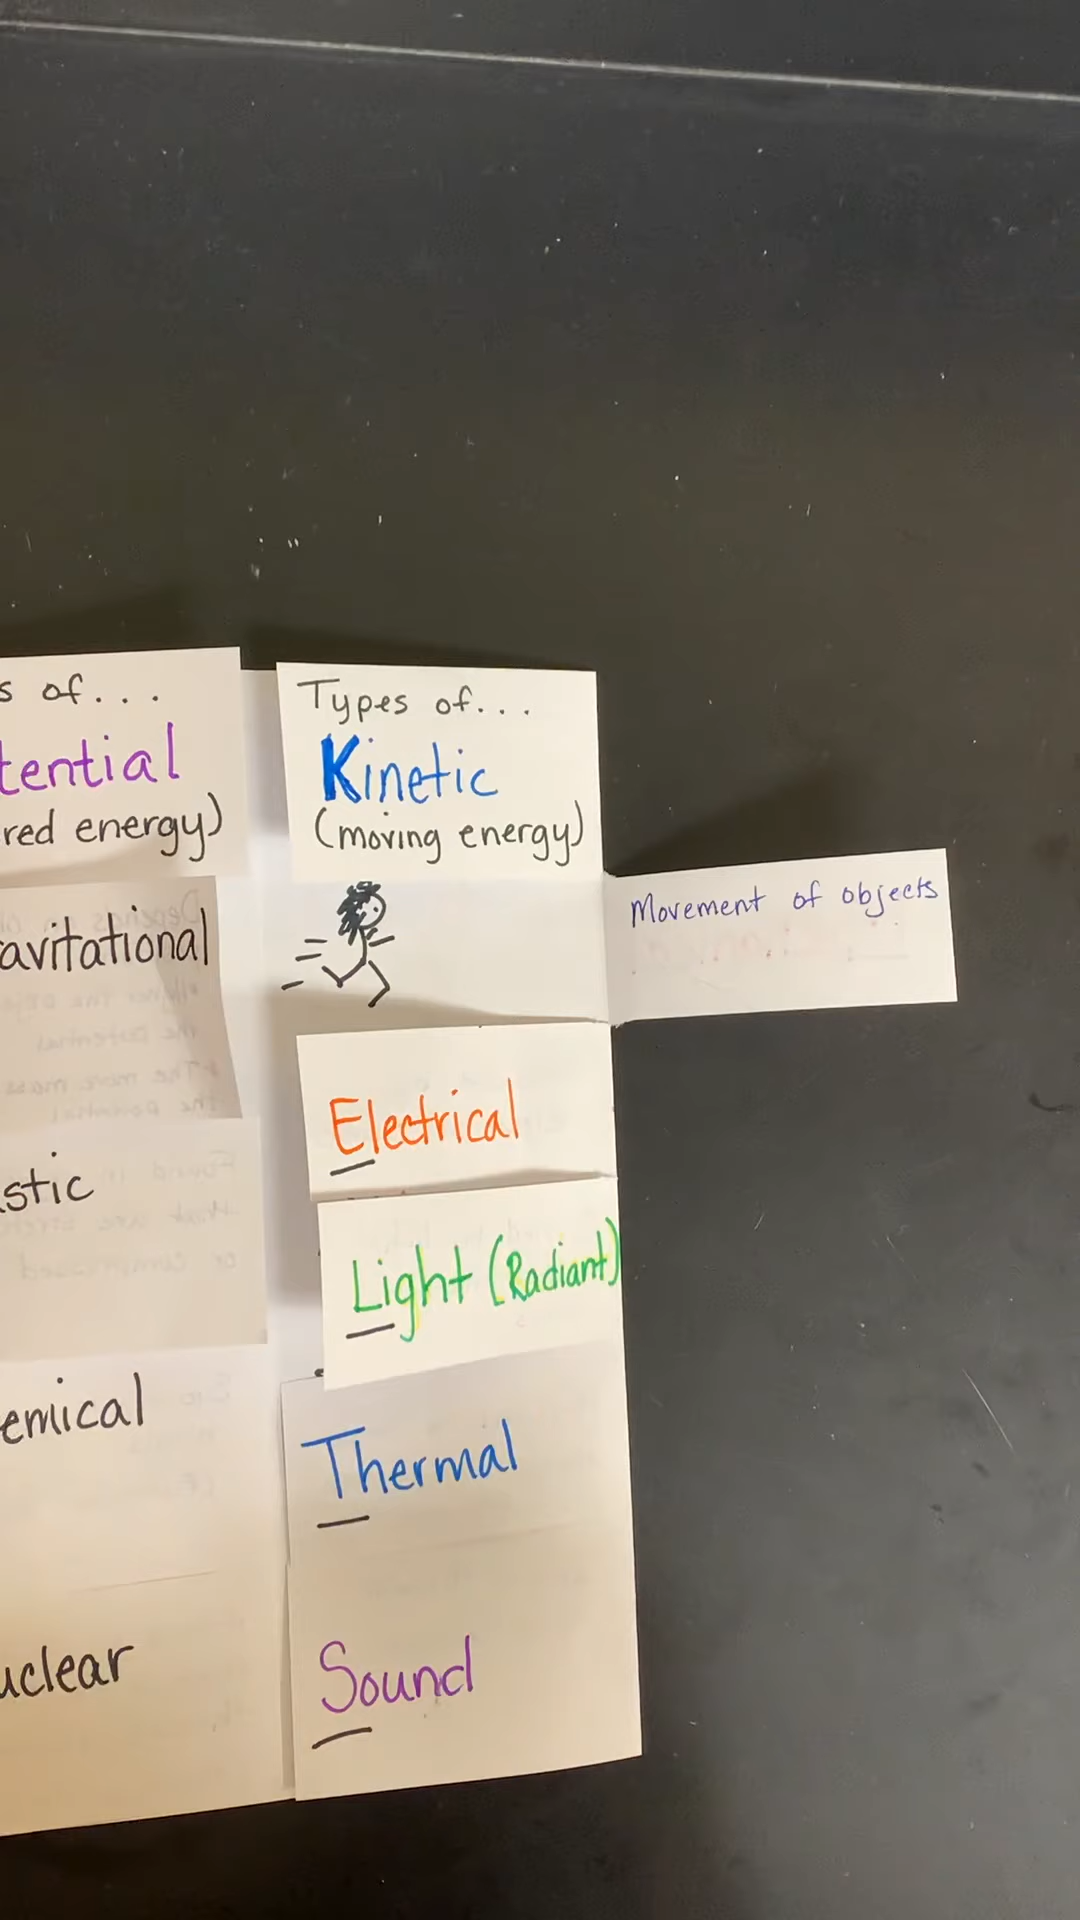 s of...
tential
red energy)
avitational
stic
emical
uclear
Types of...
Kinetic
(moving energy)
Movement of objects
Electrical
Light (Radiant)
Thermal
Sound